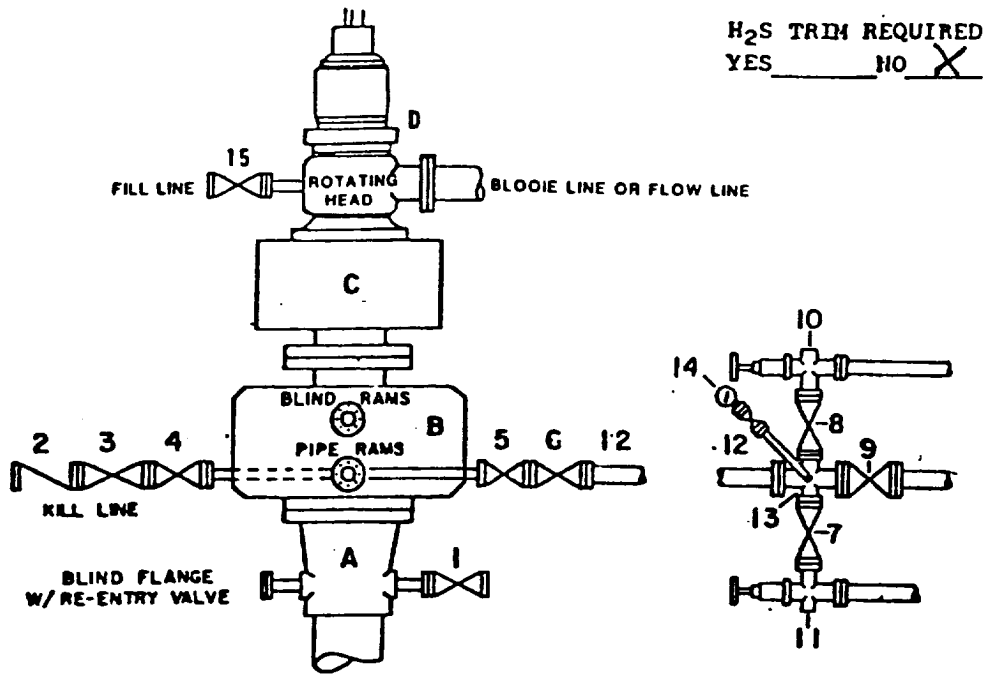 H₂S TRIM REQUIRED
YES NO X
D
15
FILL LINE
ROTATING
HEAD
BLOOIE LINE OR FLOW LINE
C
10
14
BLIND RAMS
B
8
PIPE RAMS
2 3 4
5 G 12
12
9
KILL LINE
13
7
A
1
BLIND FLANGE
W/ RE-ENTRY VALVE
11